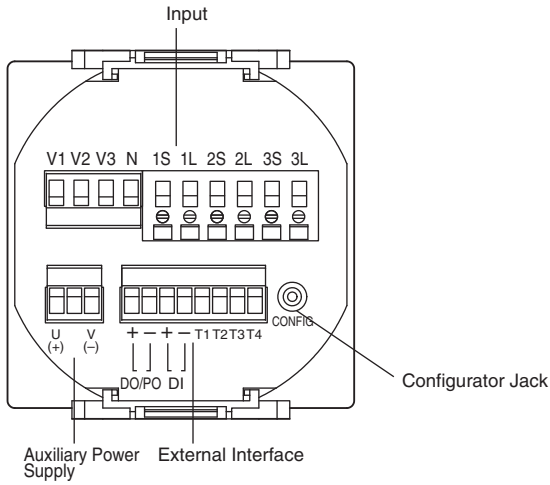 Input
V1 V2 V3 N 1S 1L 2S 2L 3S 3L
CONFIG
U V + − + − T1 T2 T3 T4
(+) (−)
DO/PO DI
Configurator Jack
Auxiliary Power
Supply
External Interface